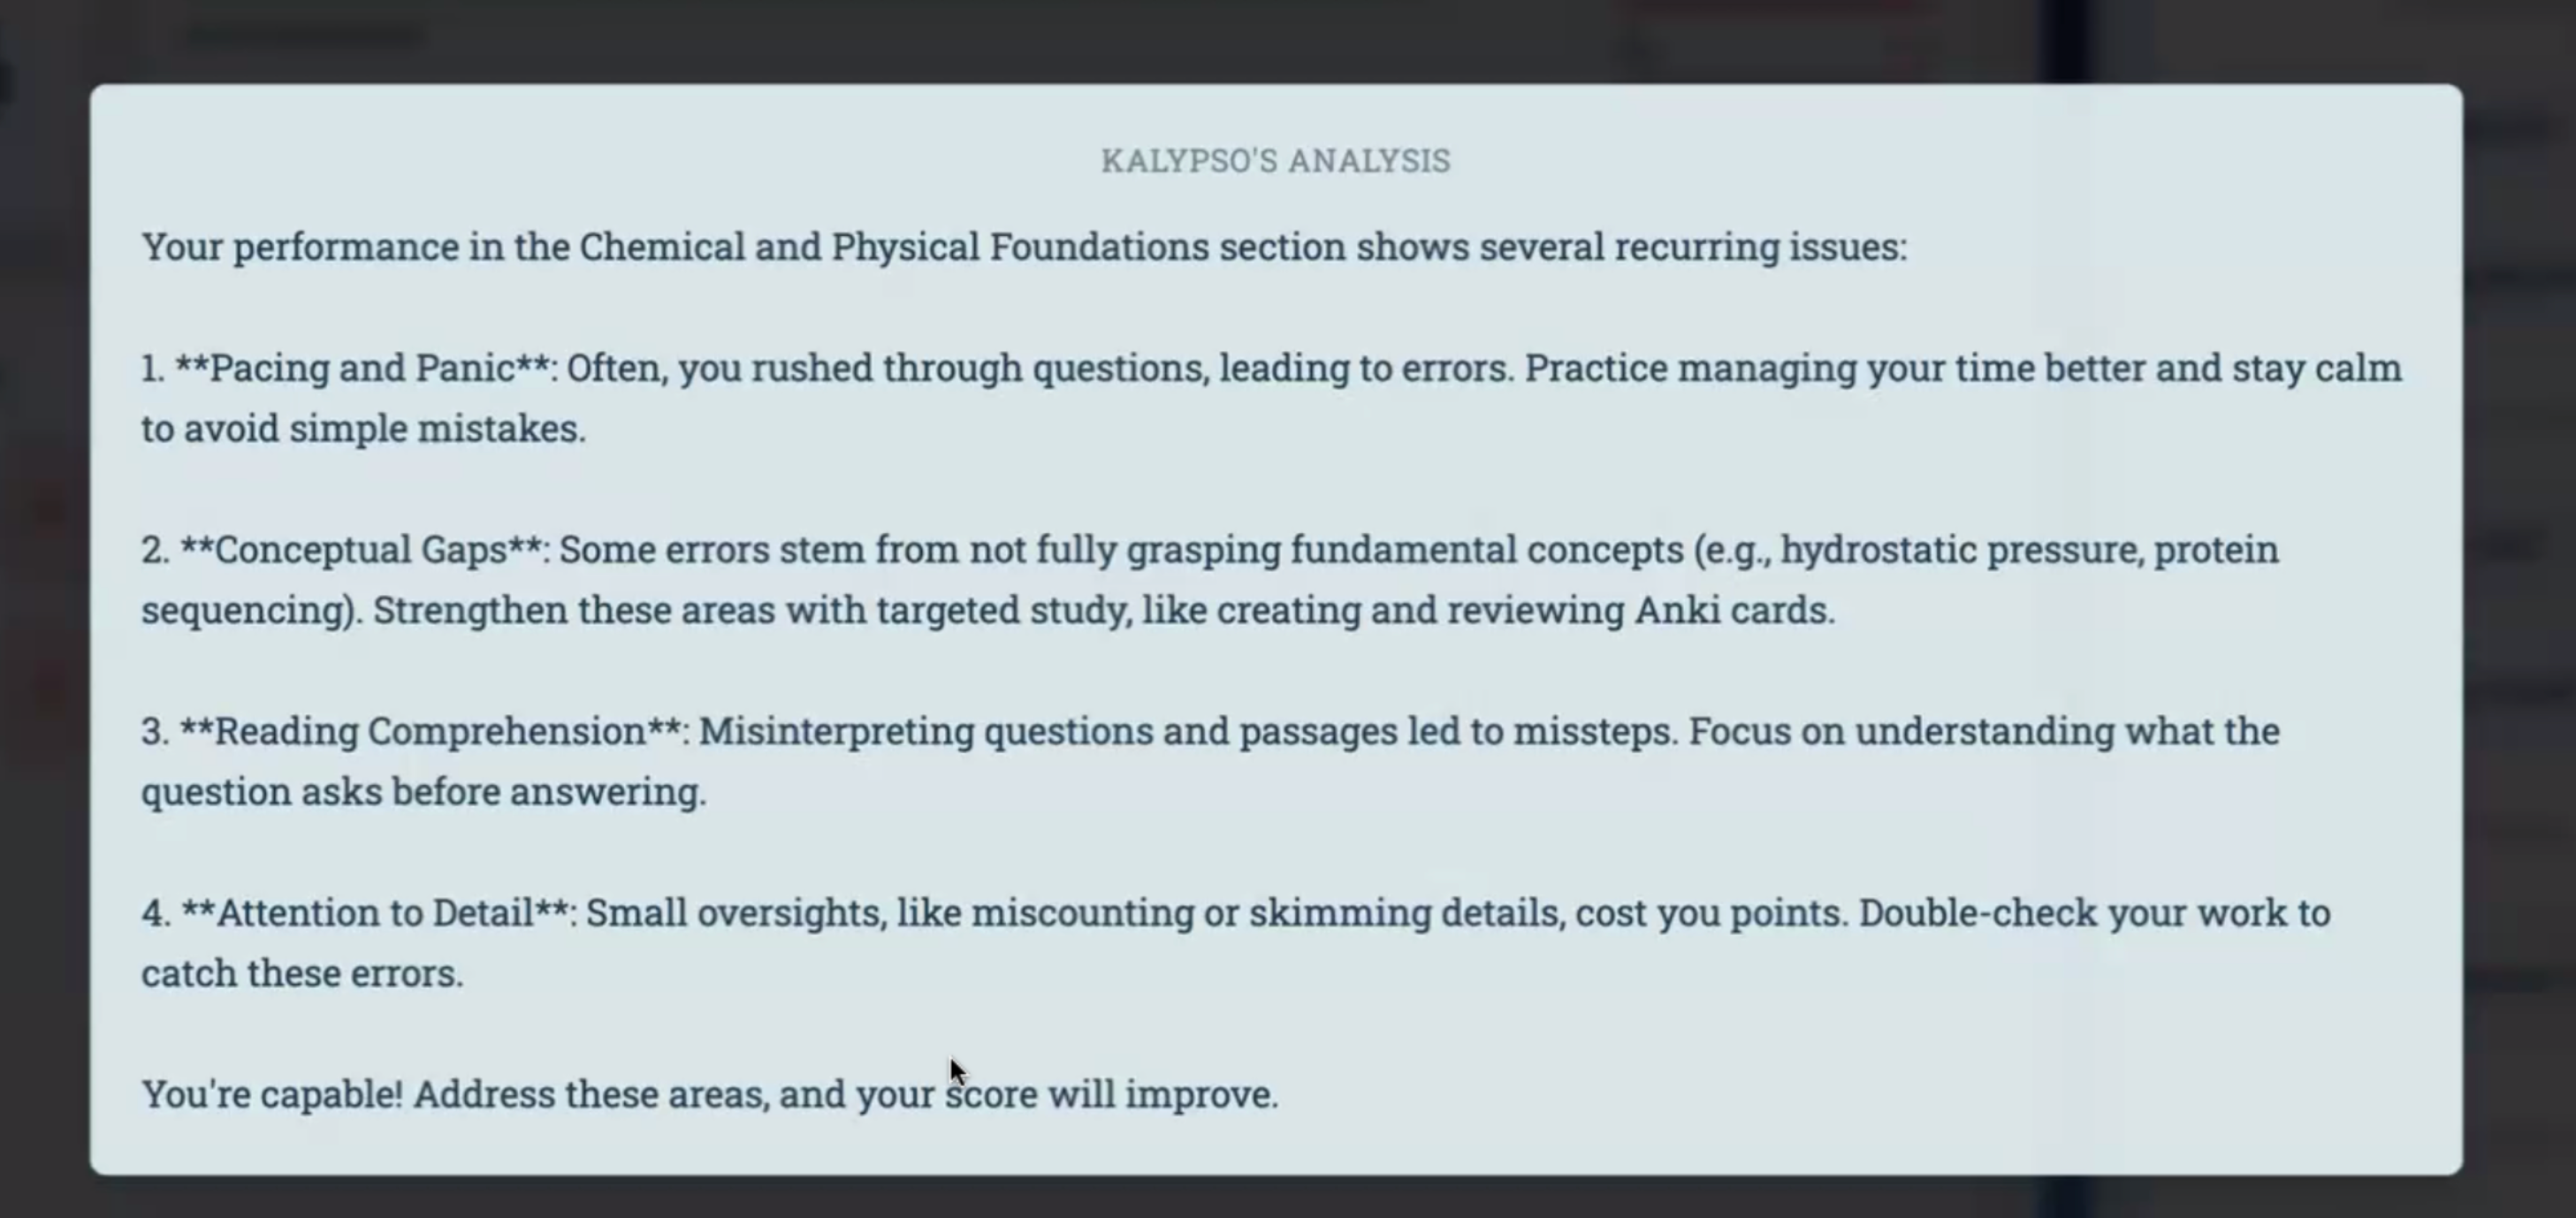 KALYPSO'S ANALYSIS
Your performance in the Chemical and Physical Foundations section shows several recurring issues:
1. **Pacing and Panic**: Often, you rushed through questions, leading to errors. Practice managing your time better and stay calm
to avoid simple mistakes.
2. **Conceptual Gaps**: Some errors stem from not fully grasping fundamental concepts (e.g., hydrostatic pressure, protein
sequencing). Strengthen these areas with targeted study, like creating and reviewing Anki cards.
3. **Reading Comprehension**: Misinterpreting questions and passages led to missteps. Focus on understanding what the
question asks before answering.
4. **Attention to Detail**: Small oversights, like miscounting or skimming details, cost you points. Double-check your work to
catch these errors.
You're capable! Address these areas, and your score will improve.